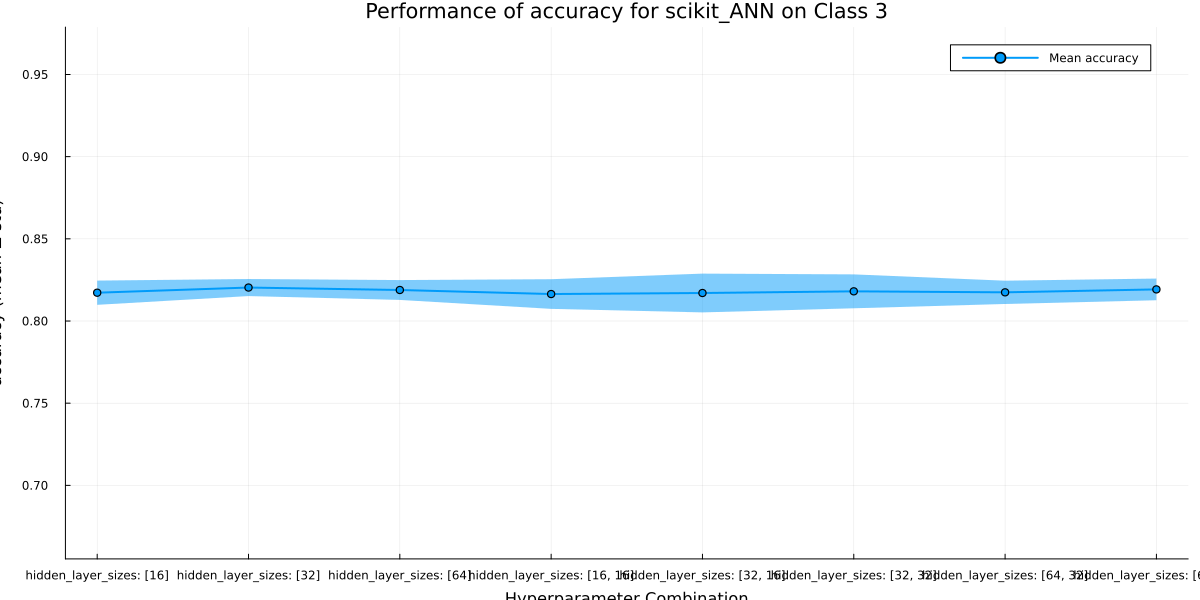 Performance of accuracy for scikit_ANN on Class 3
Mean accuracy
0.95
0.90
0.85
0.80
0.75
0.70
hidden_layer_sizes: [16] hidden_layer_sizes: [32] hidden_layer_sizes: [64] hidden_layer_sizes: [16, 16] hidden_layer_sizes: [32, 16] hidden_layer_sizes: [32, 32] hidden_layer_sizes: [64, 32] hidden_layer_sizes:
Hyperparameter Combination